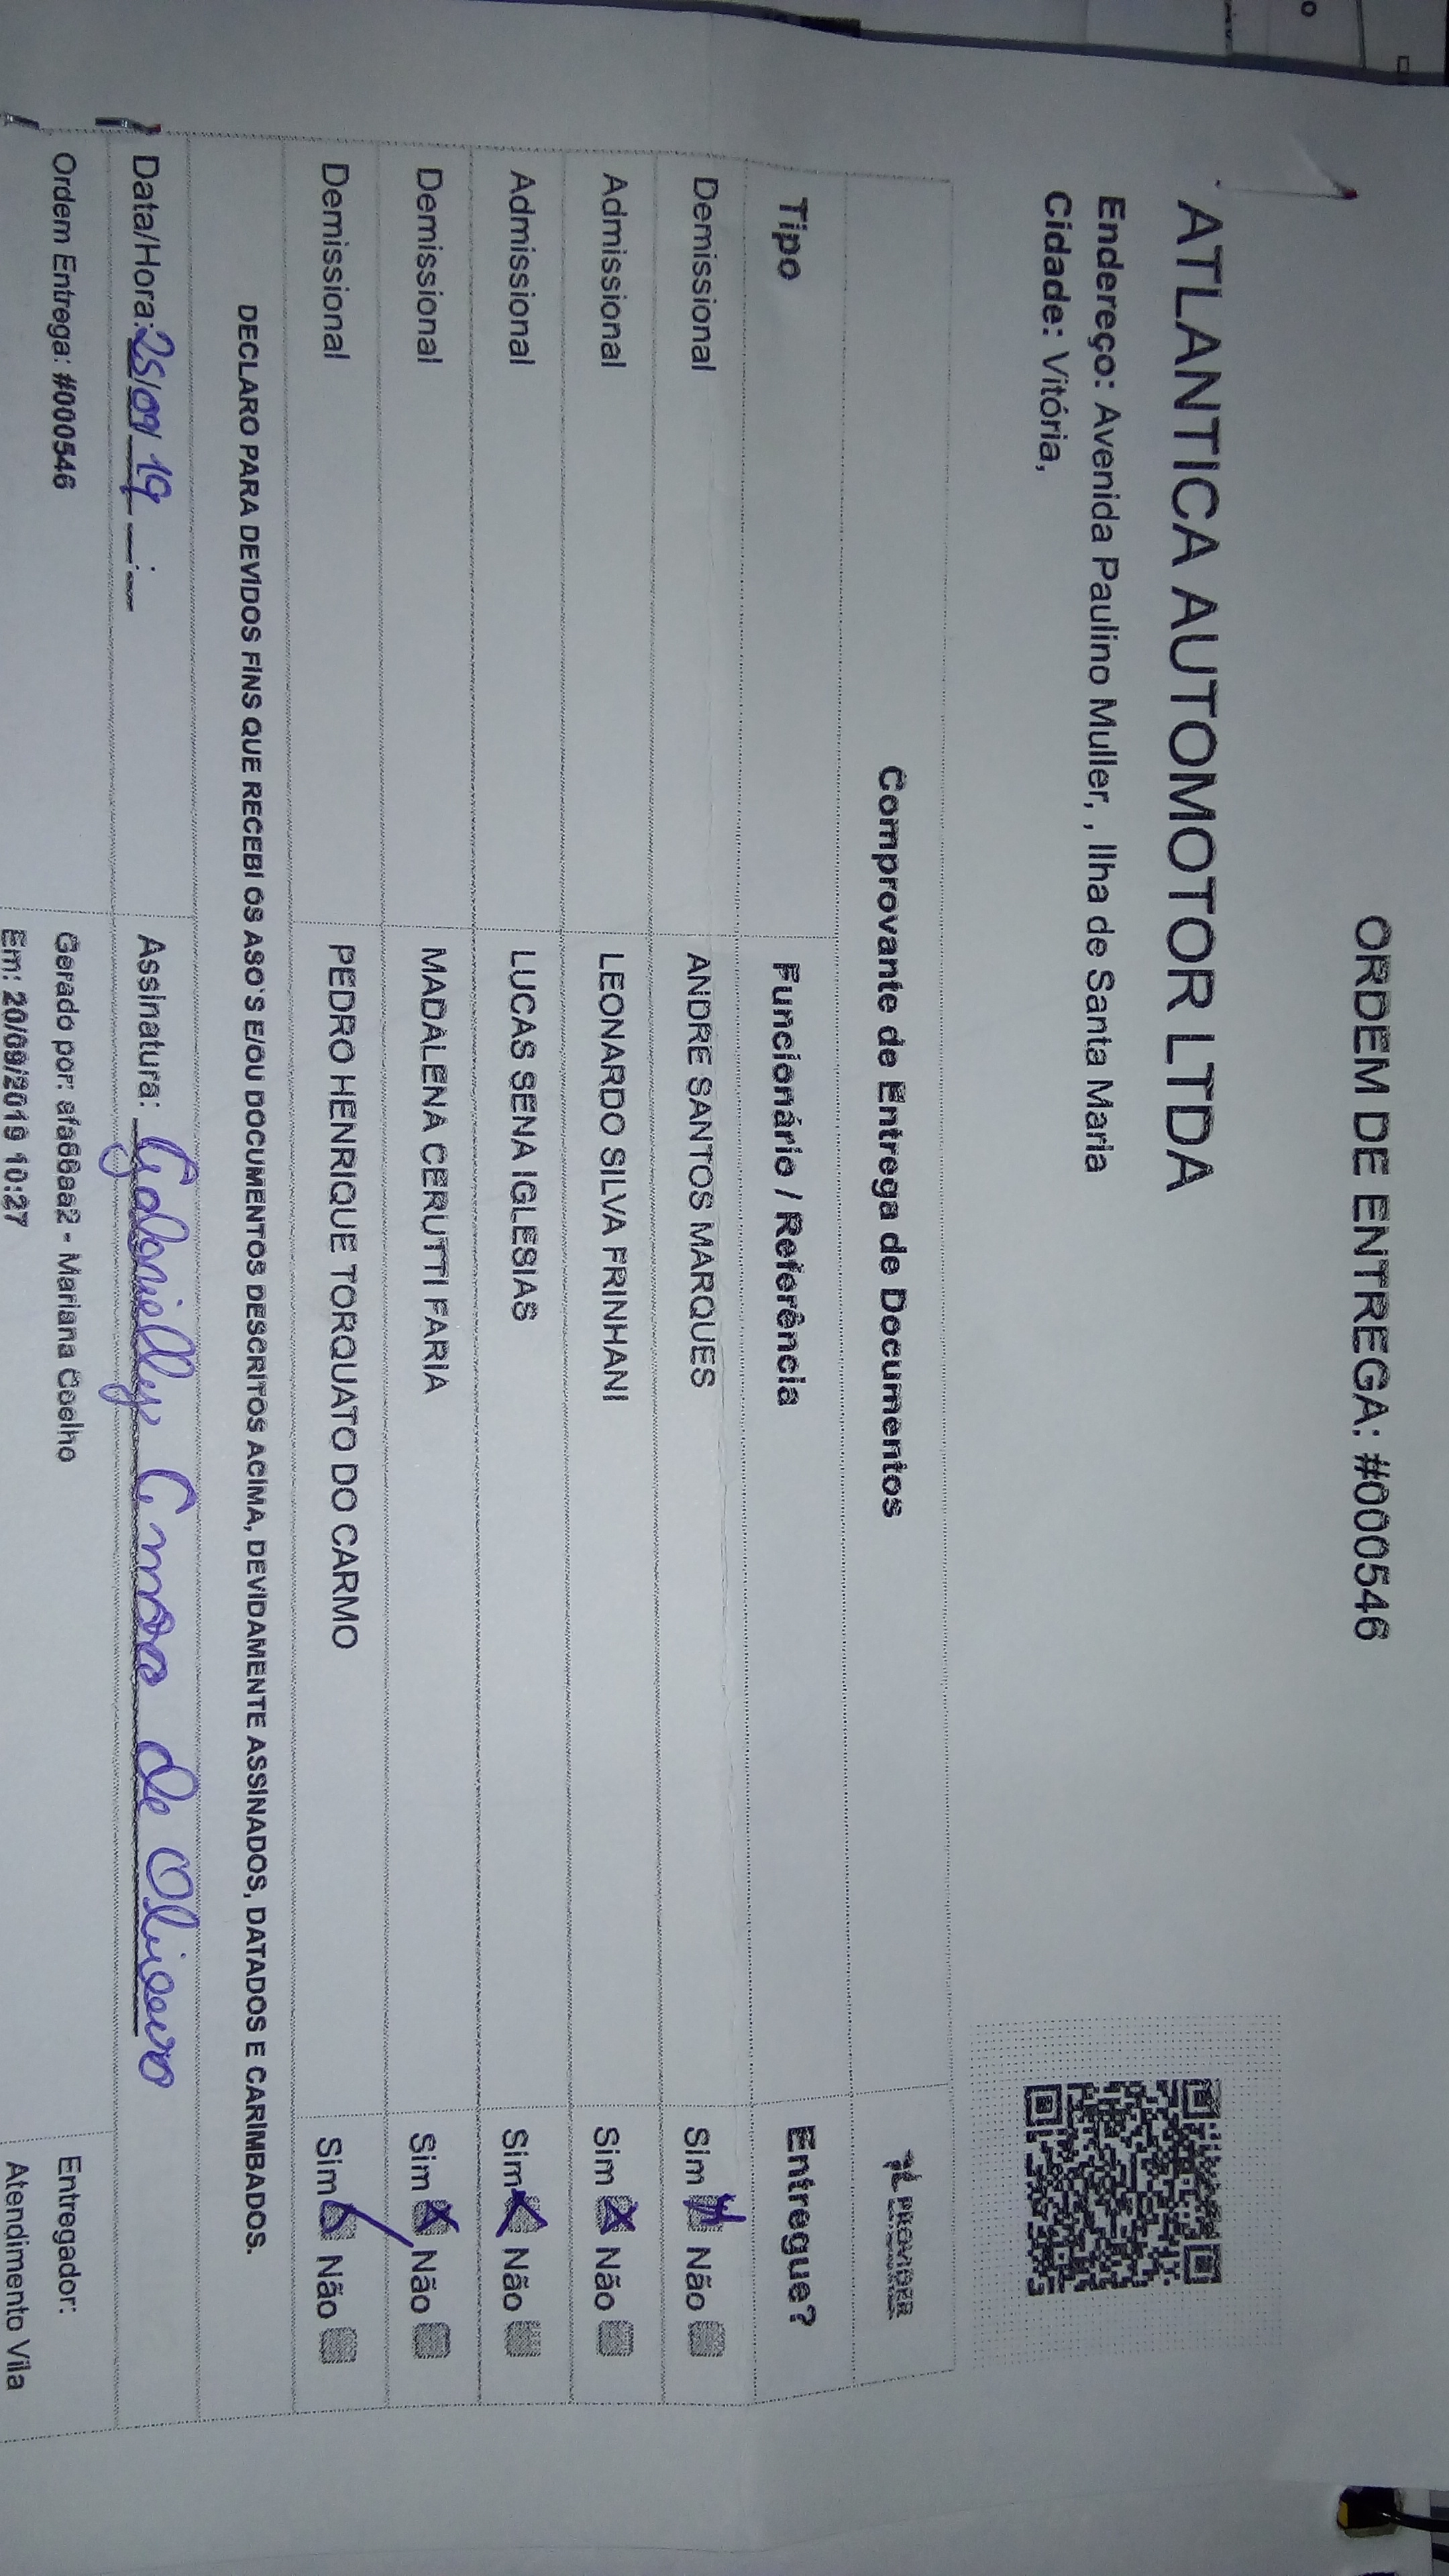 ORDEM DE ENTREGA: #000546
ATLANTICA AUTOMOTOR LTDA
Endereço: Avenida Paulino Muller, , Ilha de Santa Maria
Cidade: Vitória,
Comprovante de Entrega de Documentos PROVIDER
Tipo Funcionário / Referência Entregue?
Demissional ANDRE SANTOS MARQUES Sim Não
Admissional LEONARDO SILVA FRINHANI Sim Não
Admissional LUCAS SENA IGLESIAS Sim Não
Demissional MADALENA CERUTTI FARIA Sim Não
Demissional PEDRO HENRIQUE TORQUATO DO CARMO Sim Não
DECLARO PARA DEVIDOS FINS QUE RECEBI OS ASO'S E/OU DOCUMENTOS DESCRITOS ACIMA, DEVIDAMENTE ASSINADOS, DATADOS E CARIMBADOS.
Data/Hora: 25/09/19 __:__ Assinatura: Gabrielly de Oliveira
Ordem Entrega: #000546 Gerado por: afa66aa2 - Mariana Coelho Entregador:
Em: 20/09/2019 10:27 Atendimento Vila